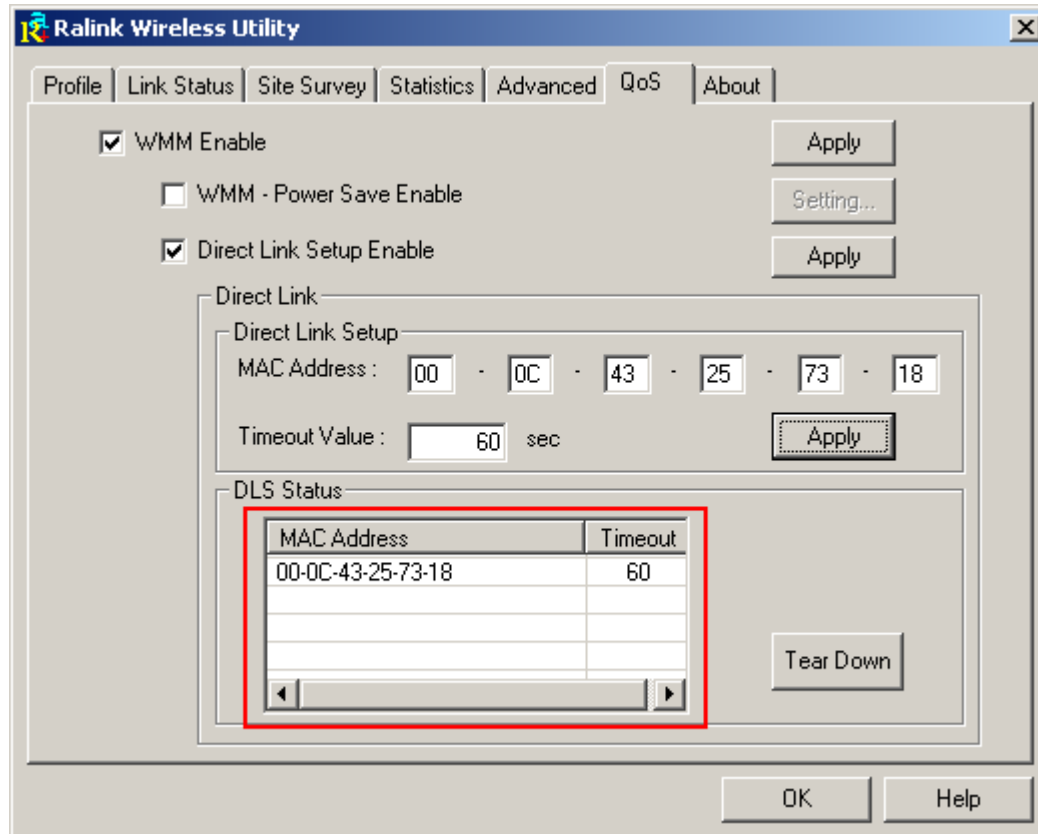 Ralink Wireless Utility
Profile Link Status Site Survey Statistics Advanced QoS About
WMM Enable Apply
WMM - Power Save Enable Setting...
Direct Link Setup Enable Apply
Direct Link
Direct Link Setup
MAC Address : 00 - 0C - 43 - 25 - 73 - 18
Timeout Value : 60 sec Apply
DLS Status
MAC Address Timeout
00-0C-43-25-73-18 60
Tear Down
OK Help